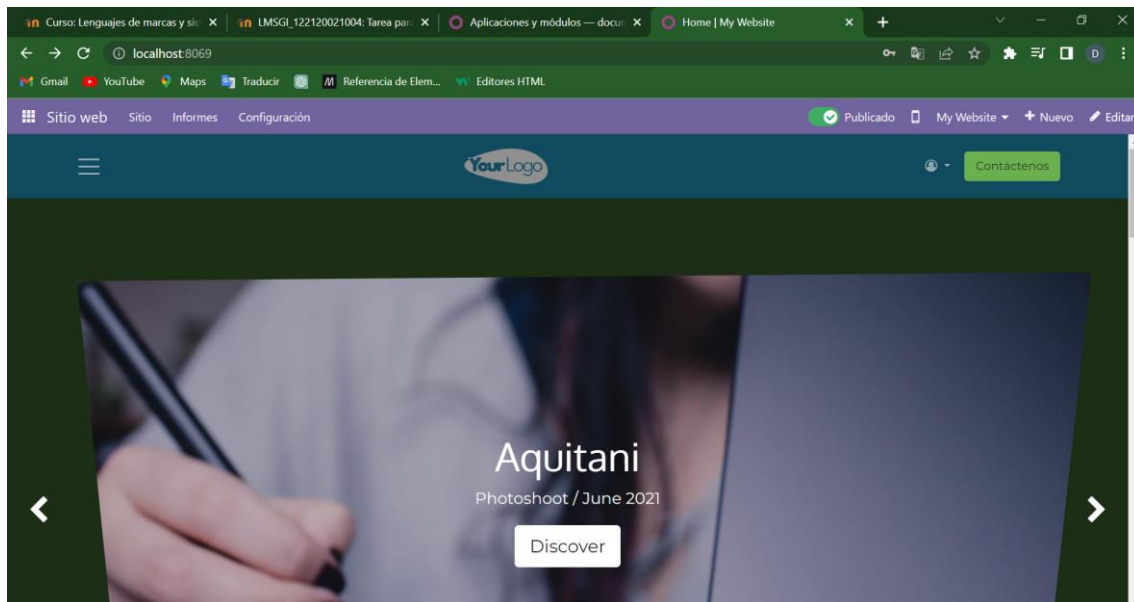 Curso: Lenguajes de marcas y sis
LMSGI_122120021004: Tarea par
Aplicaciones y módulos — docu
Home | My Website
localhost:8069
D
Gmail YouTube Maps Traducir Referencia de Elem... Editores HTML
Sitio web Sitio Informes Configuración Publicado My Website Nuevo Editar
YourLogo
Contáctenos
Aquitani
Photoshoot / June 2021
Discover